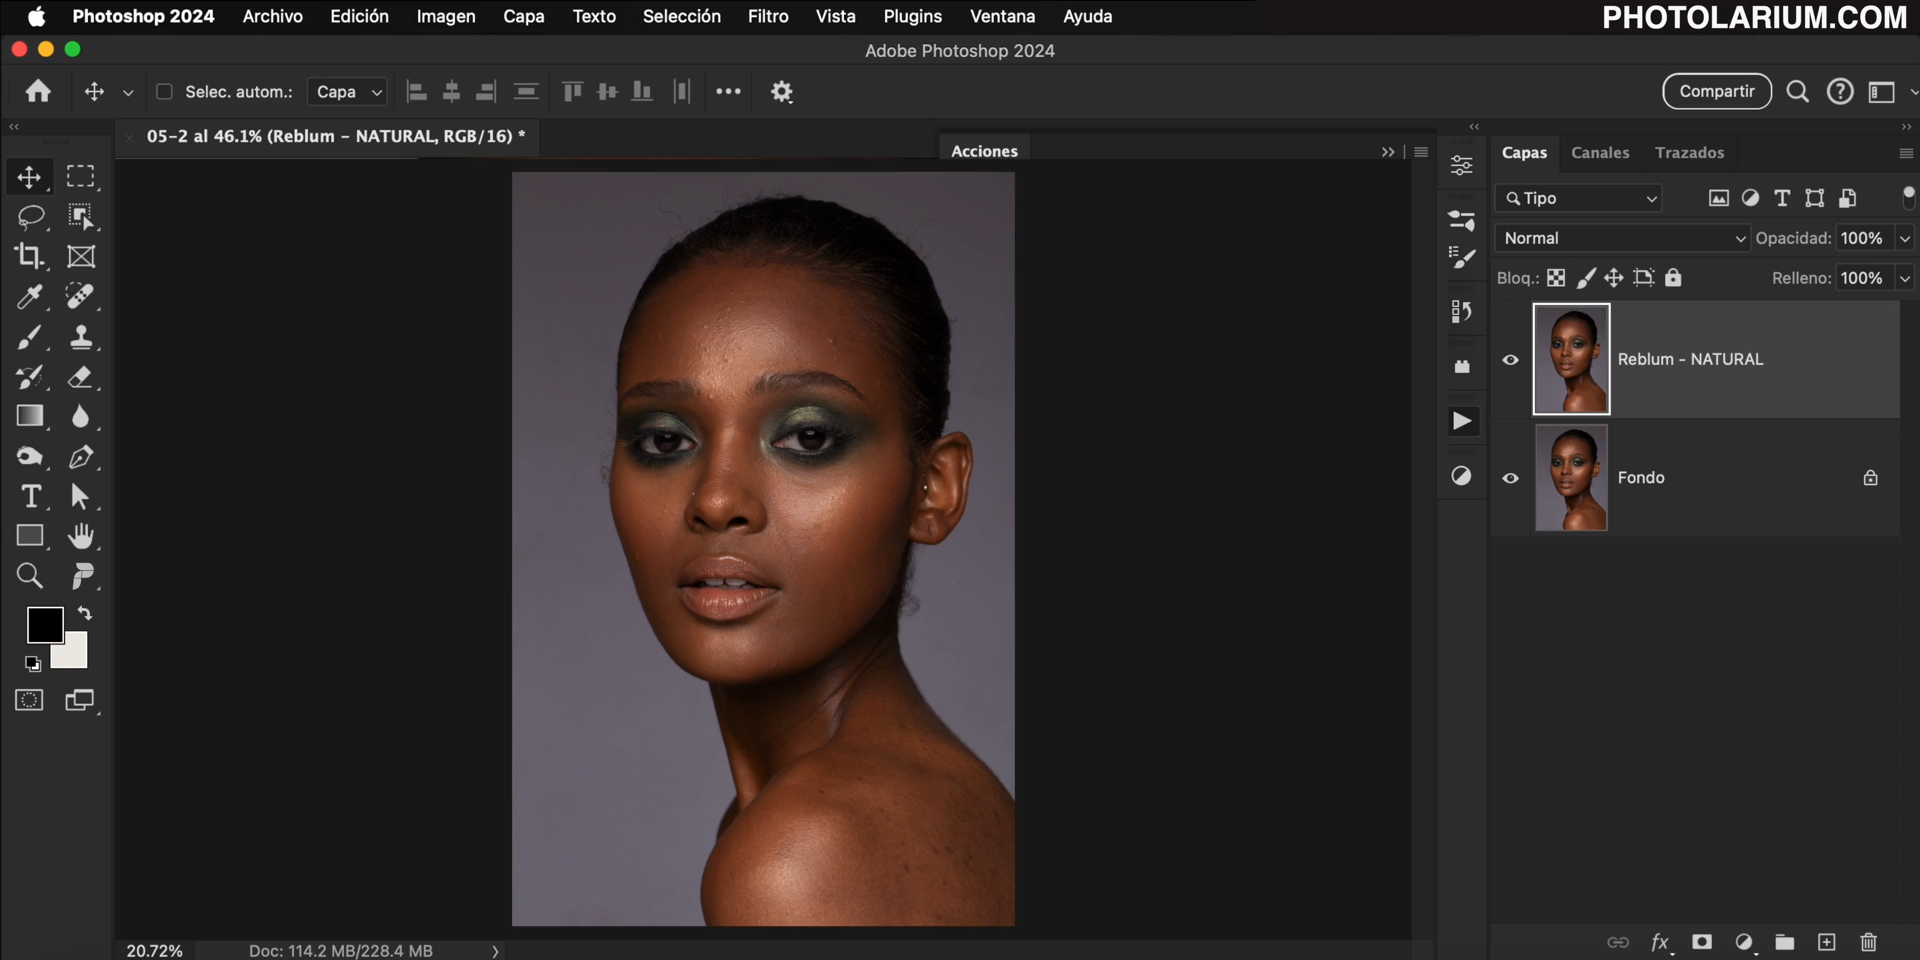 Photoshop 2024 Archivo Edición Imagen Capa Texto Selección Filtro Vista Plugins Ventana Ayuda
PHOTOLARIUM.COM
Adobe Photoshop 2024
Selec. autom.: Capa
Compartir
05-2 al 46.1% (Reblum - NATURAL, RGB/16) *
Acciones
Capas Canales Trazados
Tipo
Normal Opacidad: 100%
Bloq.: Relleno: 100%
Reblum - NATURAL
Fondo
20.72% Doc: 114.2 MB/228.4 MB